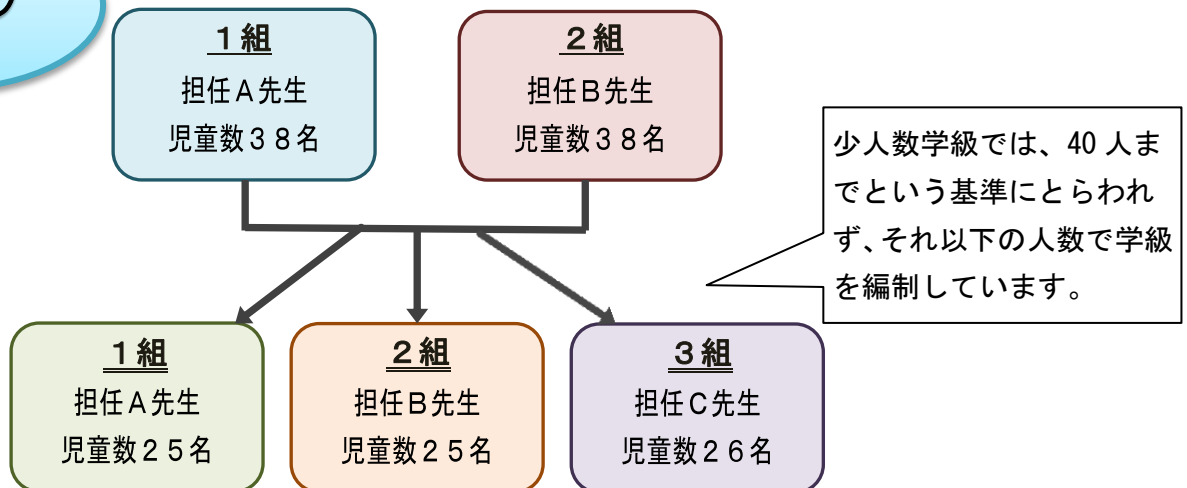 １組
担任Ａ先生
児童数３８名
２組
担任Ｂ先生
児童数３８名
少人数学級では、40 人ま
でという基準にとらわれ
ず、それ以下の人数で学級
を編制しています。
１組
担任Ａ先生
児童数２５名
２組
担任Ｂ先生
児童数２５名
３組
担任Ｃ先生
児童数２６名